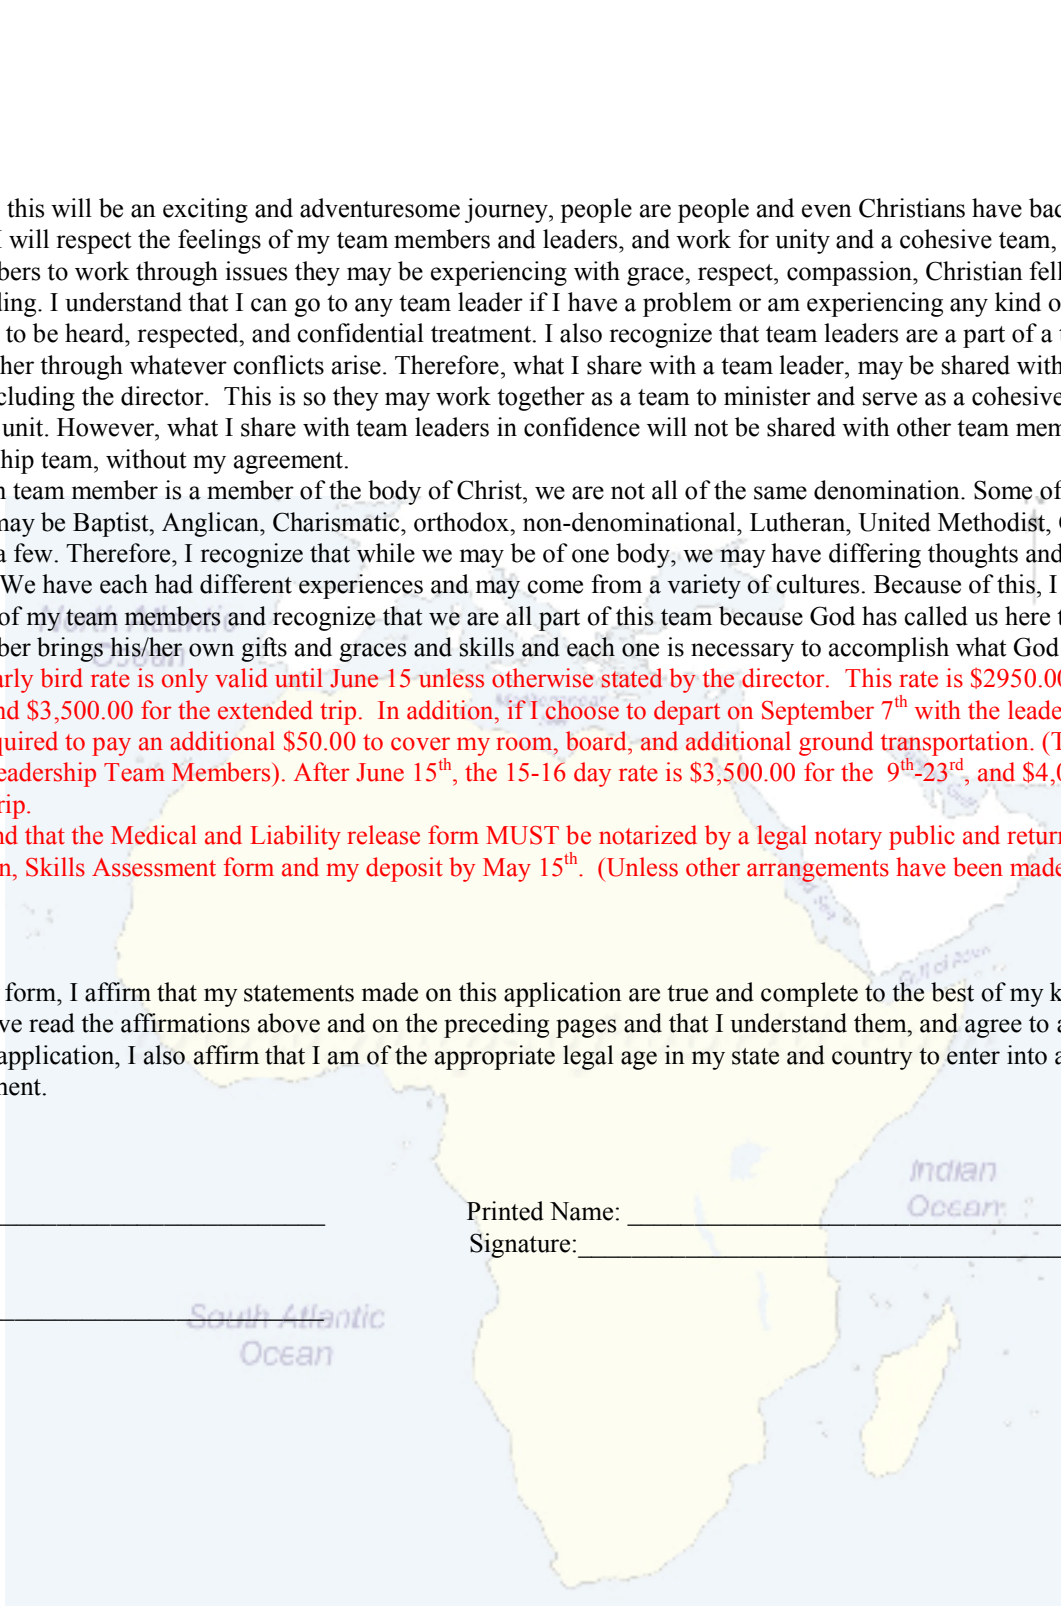 this will be an exciting and adventuresome journey, people are people and even Christians have bad
I will respect the feelings of my team members and leaders, and work for unity and a cohesive team,
bers to work through issues they may be experiencing with grace, respect, compassion, Christian fell
ling. I understand that I can go to any team leader if I have a problem or am experiencing any kind o
to be heard, respected, and confidential treatment. I also recognize that team leaders are a part of a
her through whatever conflicts arise. Therefore, what I share with a team leader, may be shared with
cluding the director. This is so they may work together as a team to minister and serve as a cohesive
unit. However, what I share with team leaders in confidence will not be shared with other team mem
hip team, without my agreement.
team member is a member of the body of Christ, we are not all of the same denomination. Some of
may be Baptist, Anglican, Charismatic, orthodox, non-denominational, Lutheran, United Methodist,
a few. Therefore, I recognize that while we may be of one body, we may have differing thoughts and
We have each had different experiences and may come from a variety of cultures. Because of this, I
of my team members and recognize that we are all part of this team because God has called us here t
North Atlantic
ber brings his/her own gifts and graces and skills and each one is necessary to accomplish what God
Ocean
arly bird rate is only valid until June 15 unless otherwise stated by the director. This rate is $2950.00
nd $3,500.00 for the extended trip. In addition, if I choose to depart on September 7th with the leade
quired to pay an additional $50.00 to cover my room, board, and additional ground transportation. (T
eadership Team Members). After June 15th, the 15-16 day rate is $3,500.00 for the 9th-23rd, and $4,0
rip.
nd that the Medical and Liability release form MUST be notarized by a legal notary public and return
n, Skills Assessment form and my deposit by May 15th. (Unless other arrangements have been made
Gulf of Aden
form, I affirm that my statements made on this application are true and complete to the best of my k
ve read the affirmations above and on the preceding pages and that I understand them, and agree to a
application, I also affirm that I am of the appropriate legal age in my state and country to enter into a
ment.
Indian
Ocean
Printed Name:
Signature:
South Atlantic
Ocean